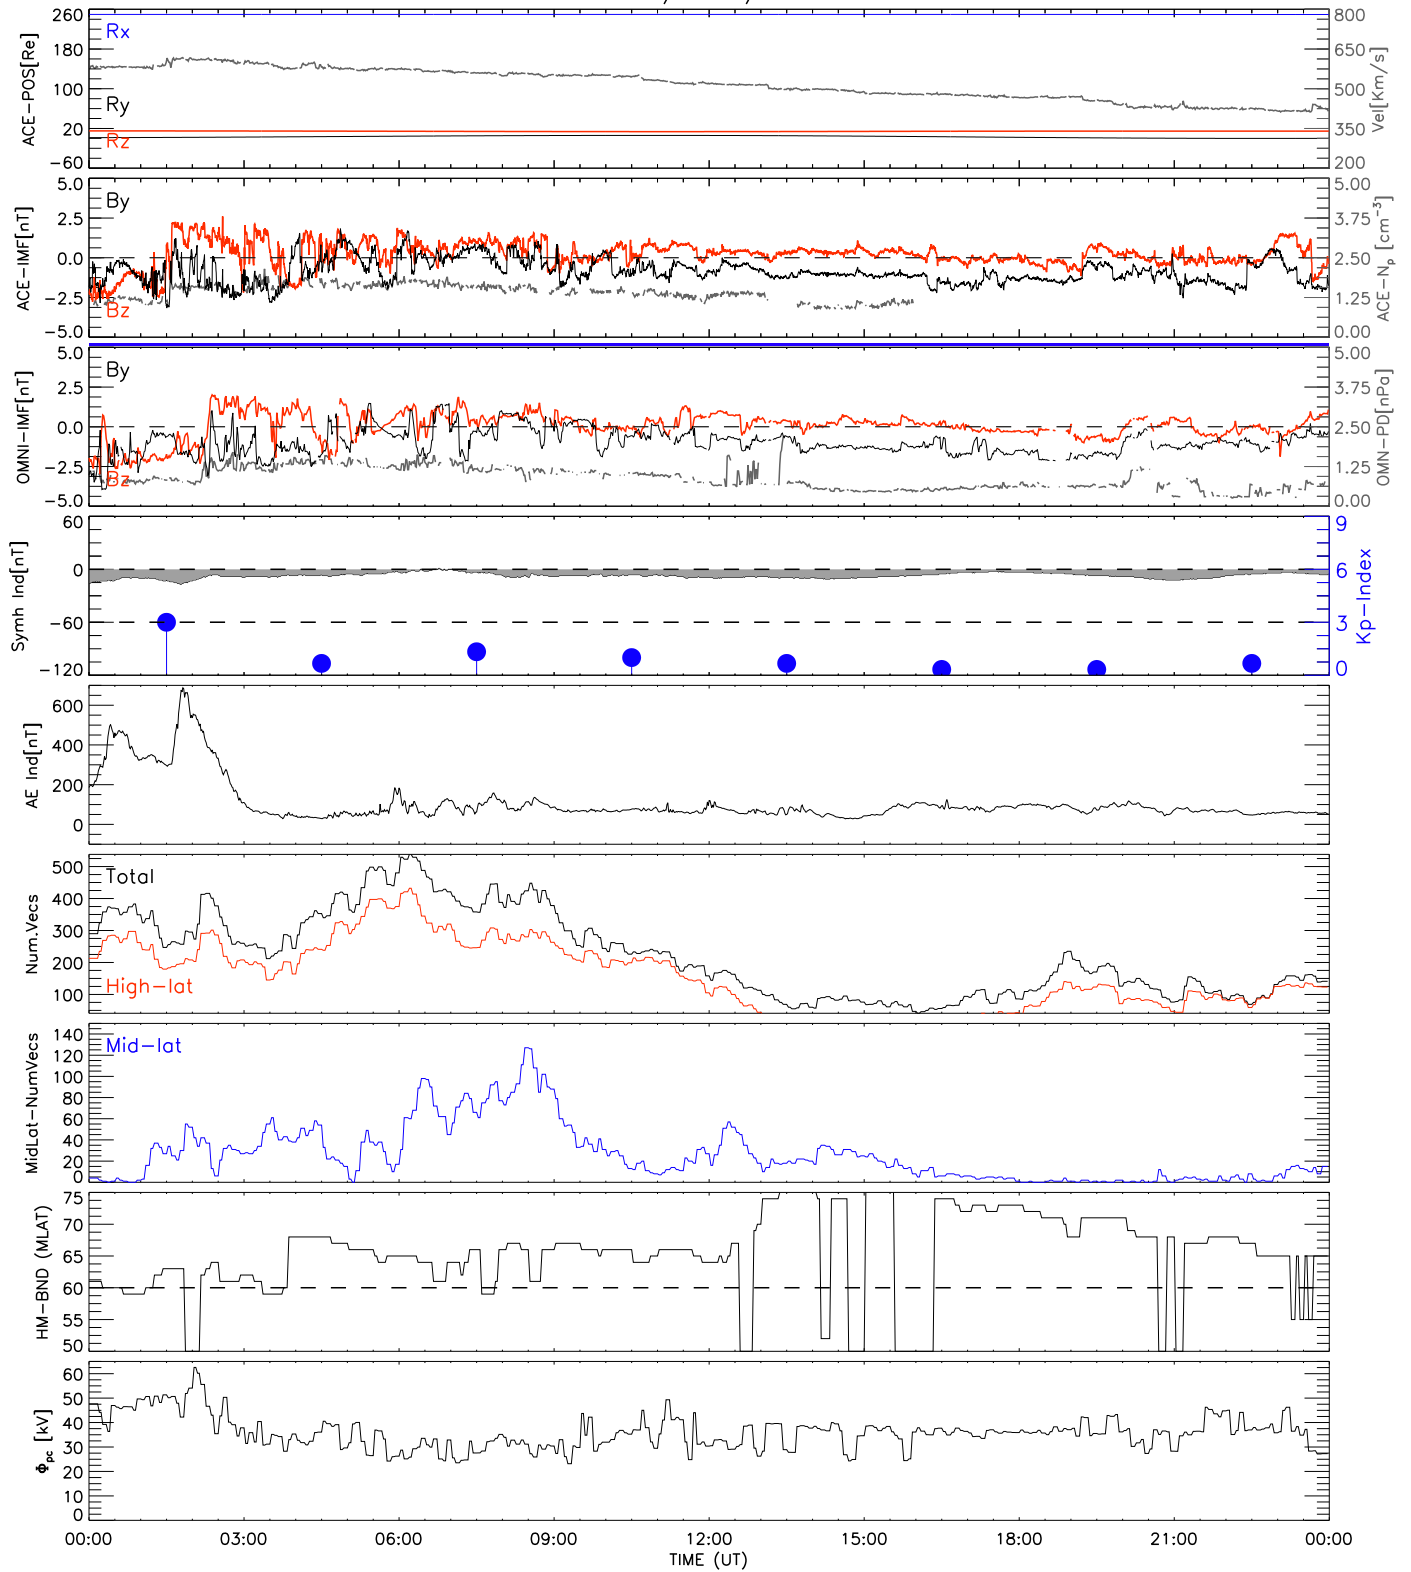 260
180
100
20
−60
ACE−POS[Re]
Rx
Ry
Rz
800
650
500
350
200
Vel[Km/s]
5.0
2.5
0.0
−2.5
−5.0
ACE−IMF[nT]
By
Bz
5.00
3.75
2.50
1.25
0.00
ACE−Np [cm−3]
5.0
2.5
0.0
−2.5
−5.0
OMNI−IMF[nT]
By
Bz
5.00
3.75
2.50
1.25
0.00
OMN−PD[nPa]
60
0
−60
−120
Symh Ind[nT]
9
6
3
0
Kp−Index
600
400
200
0
AE Ind[nT]
500
400
300
200
100
Num.Vecs
Total
High−lat
140
120
100
80
60
40
20
0
MidLat−NumVecs
Mid−lat
75
70
65
60
55
50
HM−BND (MLAT)
60
50
40
30
20
10
0
Φpc [kV]
00:00 03:00 06:00 09:00 12:00 15:00 18:00 21:00 00:00
TIME (UT)